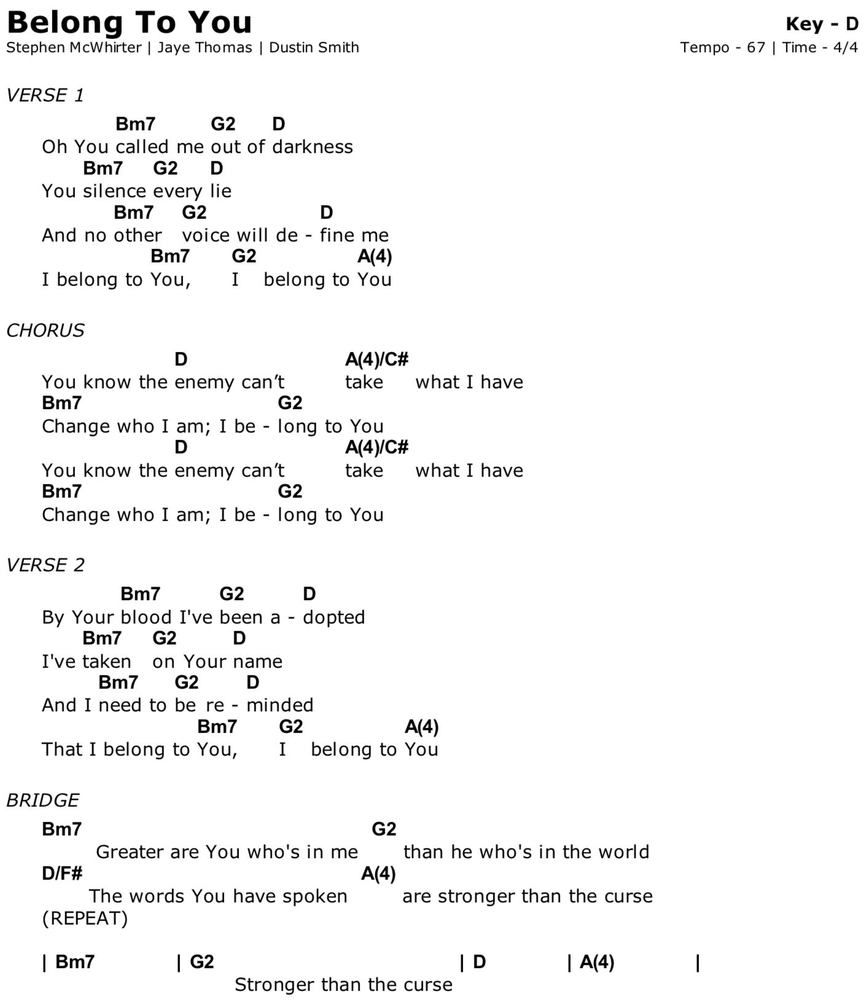 Belong To You
Key - D
Stephen McWhirter | Jaye Thomas | Dustin Smith
Tempo - 67 | Time - 4/4
VERSE 1
Bm7 G2 D
Oh You called me out of darkness
Bm7 G2 D
You silence every lie
Bm7 G2 D
And no other voice will de - fine me
Bm7 G2 A(4)
I belong to You, I belong to You
CHORUS
D A(4)/C#
You know the enemy can’t take what I have
Bm7 G2
Change who I am; I be - long to You
D A(4)/C#
You know the enemy can’t take what I have
Bm7 G2
Change who I am; I be - long to You
VERSE 2
Bm7 G2 D
By Your blood I've been a - dopted
Bm7 G2 D
I've taken on Your name
Bm7 G2 D
And I need to be re - minded
Bm7 G2 A(4)
That I belong to You, I belong to You
BRIDGE
Bm7 G2
Greater are You who's in me than he who's in the world
D/F# A(4)
The words You have spoken are stronger than the curse
(REPEAT)
| Bm7 | G2 | D | A(4) |
Stronger than the curse